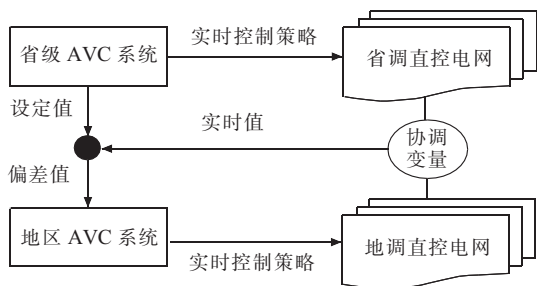 省级 AVC 系统
实时控制策略
省调直控电网
设定值
实时值
协调
变量
偏差值
地区 AVC 系统
实时控制策略
地调直控电网